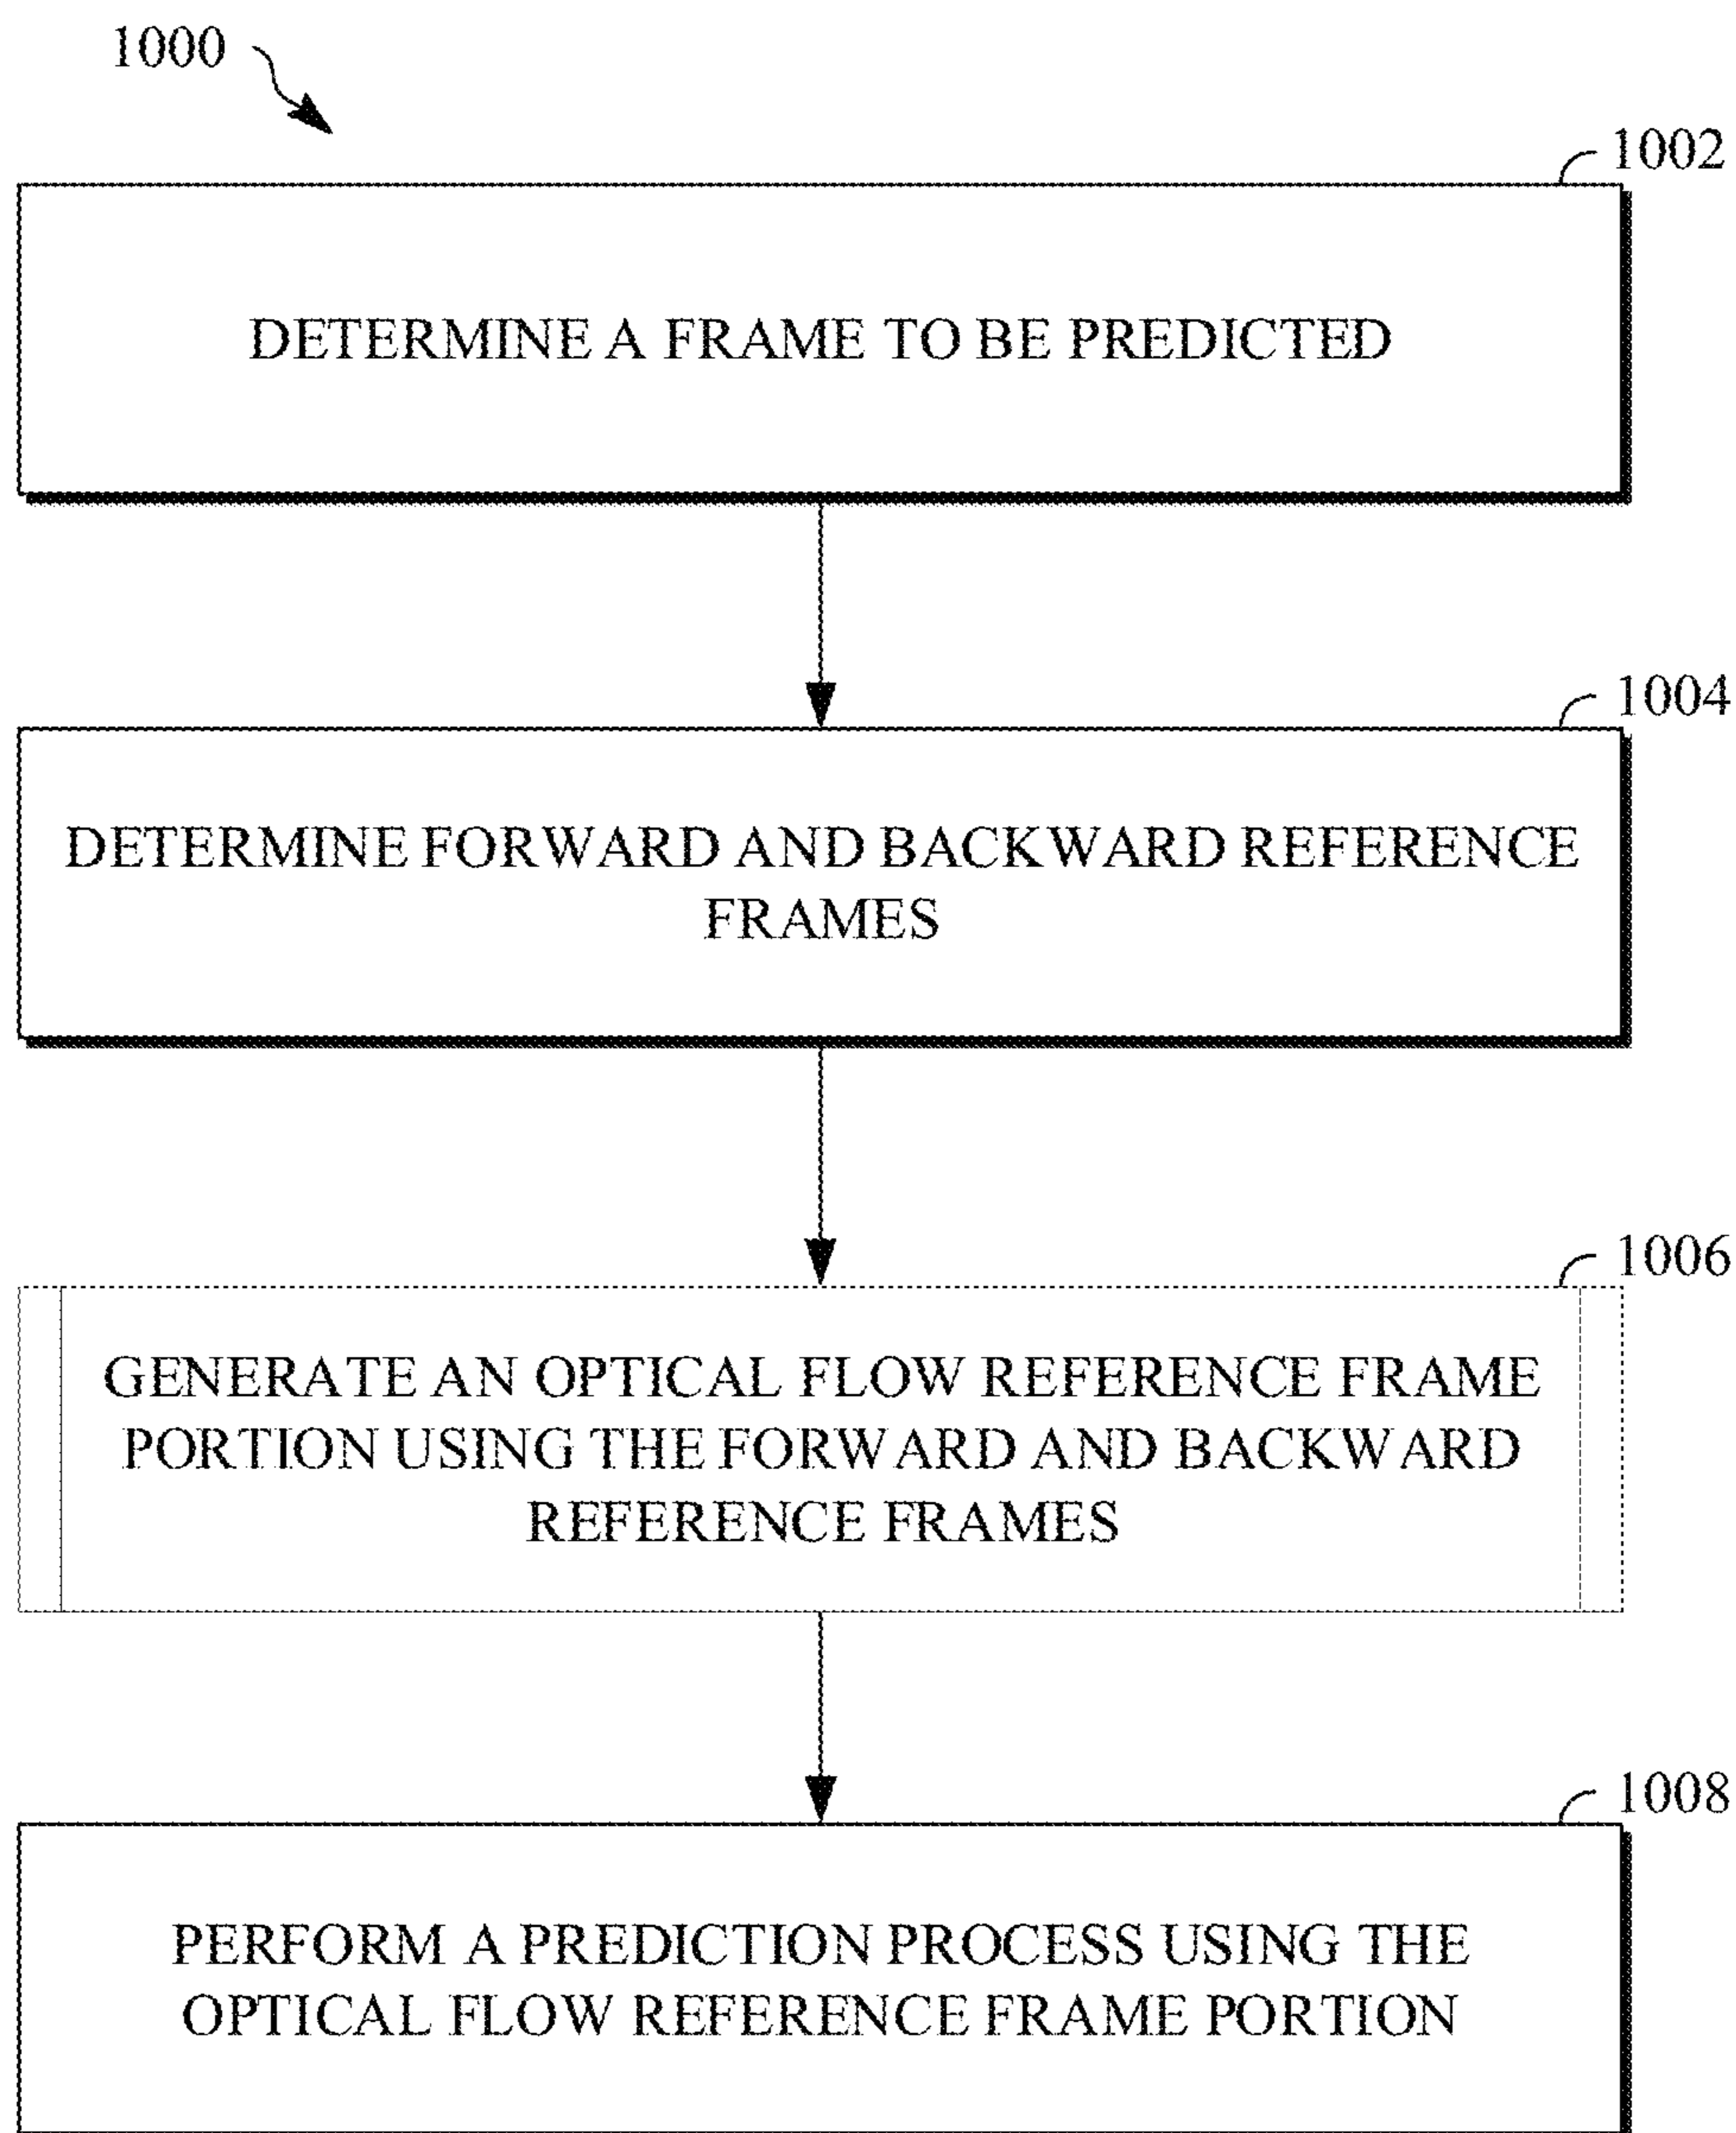 1000
1002
DETERMINE A FRAME TO BE PREDICTED
1004
DETERMINE FORWARD AND BACKWARD REFERENCE
FRAMES
1006
GENERATE AN OPTICAL FLOW REFERENCE FRAME
PORTION USING THE FORWARD AND BACKWARD
REFERENCE FRAMES
1008
PERFORM A PREDICTION PROCESS USING THE
OPTICAL FLOW REFERENCE FRAME PORTION